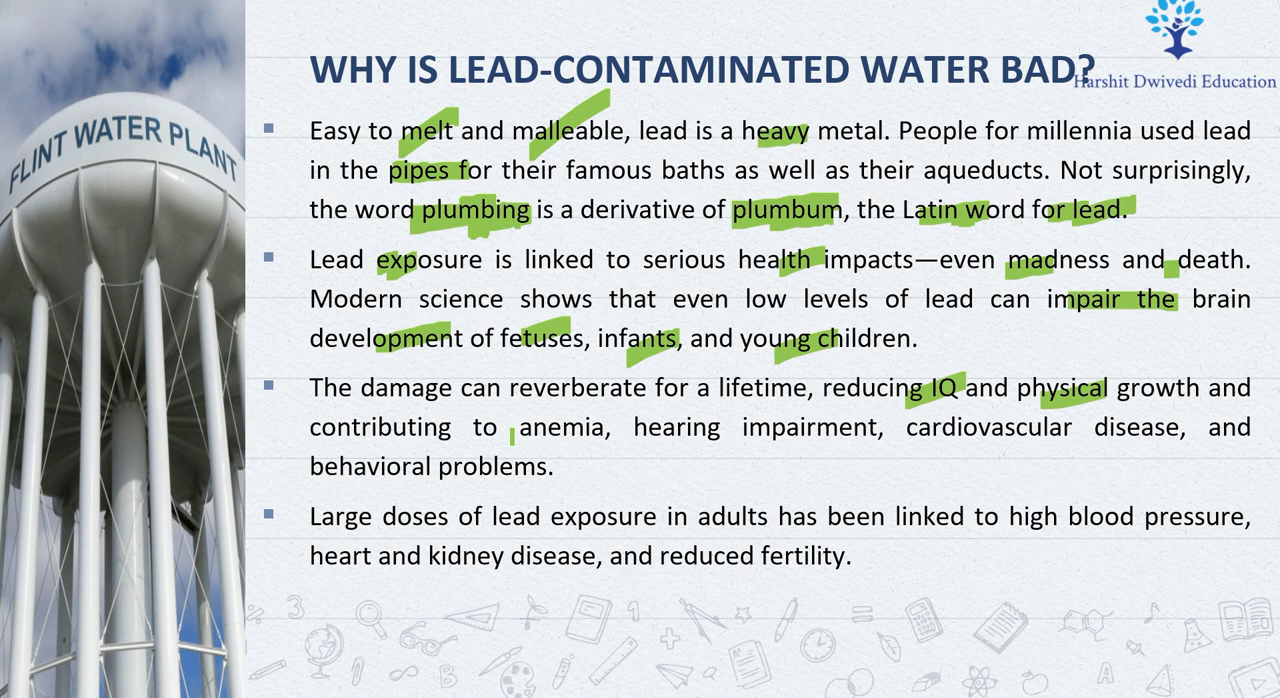 WHY IS LEAD-CONTAMINATED WATER BAD?
Harshit Dwivedi Education
FLINT WATER PLANT
Easy to melt and malleable, lead is a heavy metal. People for millennia used lead
in the pipes for their famous baths as well as their aqueducts. Not surprisingly,
the word plumbing is a derivative of plumbum, the Latin word for lead.
Lead exposure is linked to serious health impacts—even madness and death.
Modern science shows that even low levels of lead can impair the brain
development of fetuses, infants, and young children.
The damage can reverberate for a lifetime, reducing IQ and physical growth and
contributing to anemia, hearing impairment, cardiovascular disease, and
behavioral problems.
Large doses of lead exposure in adults has been linked to high blood pressure,
heart and kidney disease, and reduced fertility.